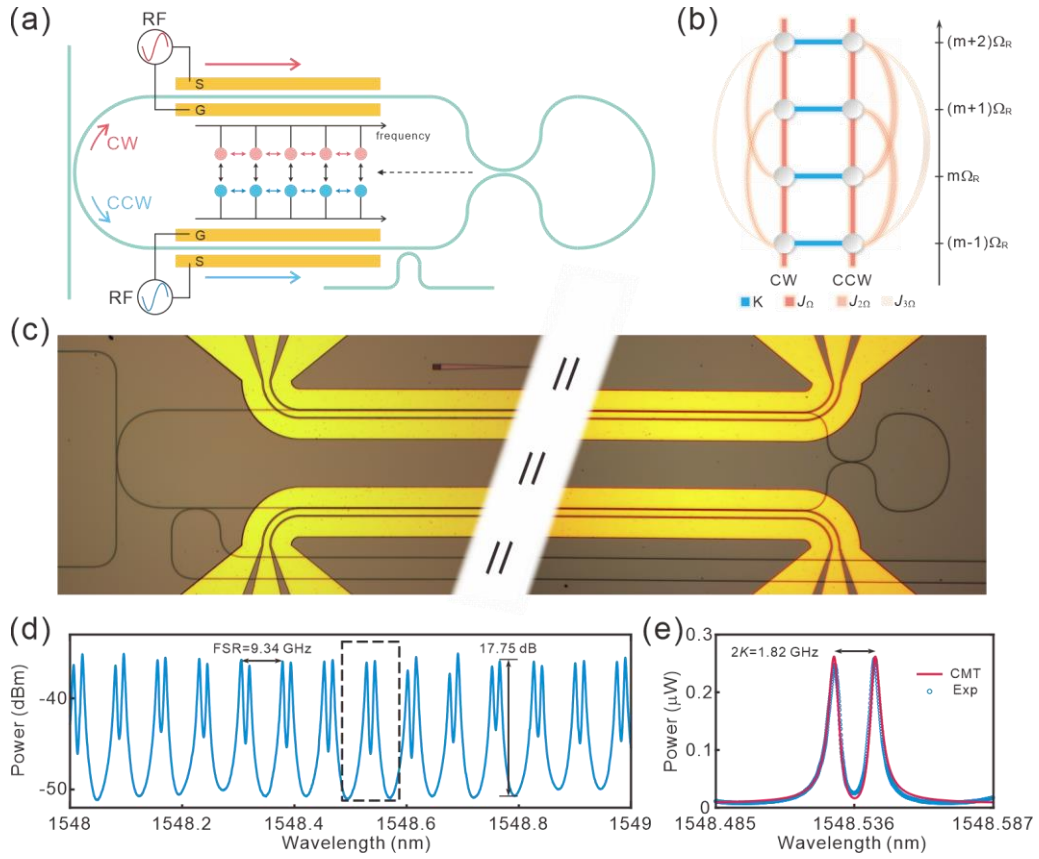 (a)
RF
S
G
frequency
CW
CCW
G
S
RF
(b)
(m+2)ΩR
(m+1)ΩR
mΩR
(m-1)ΩR
CW CCW
K JΩ J2Ω J3Ω
(c)
(d)
FSR=9.34 GHz
17.75 dB
Power (dBm)
-40
-50
1548 1548.2 1548.4 1548.6 1548.8 1549
Wavelength (nm)
(e)
2K=1.82 GHz
CMT
Exp
Power (μW)
0.3
0.2
0.1
0
1548.485 1548.536 1548.587
Wavelength (nm)